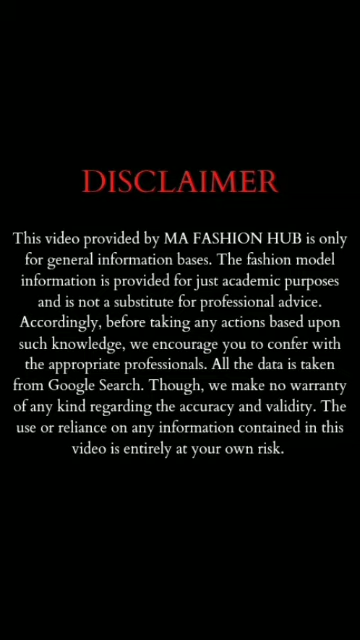 DISCLAIMER
This video provided by MA FASHION HUB is only
for general information bases. The fashion model
information is provided for just academic purposes
and is not a substitute for professional advice.
Accordingly, before taking any actions based upon
such knowledge, we encourage you to confer with
the appropriate professionals. All the data is taken
from Google Search. Though, we make no warranty
of any kind regarding the accuracy and validity. The
use or reliance on any information contained in this
video is entirely at your own risk.